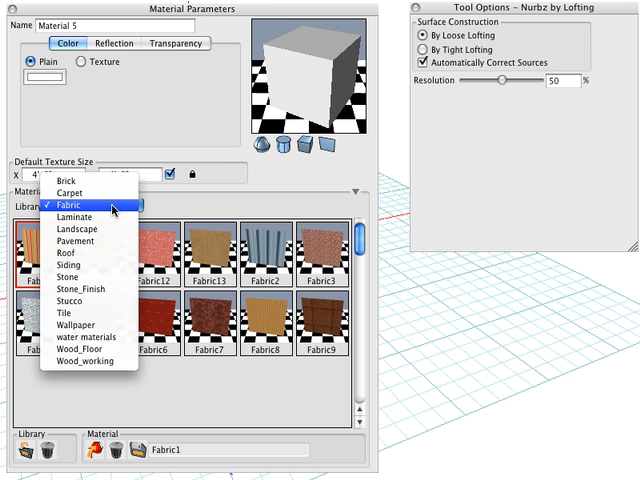 Material Parameters
Name Material 5
Color Reflection Transparency
Plain Texture
Default Texture Size
X
Library
Brick
Carpet
✓ Fabric
Laminate
Landscape
Pavement
Roof
Siding
Stone
Stone_Finish
Stucco
Tile
Wallpaper
water materials
Wood_Floor
Wood_working
Fabric12 Fabric13 Fabric2 Fabric3
Fabric6 Fabric7 Fabric8 Fabric9
Library Material
Fabric1
Tool Options - Nurbz by Lofting
Surface Construction
By Loose Lofting
By Tight Lofting
Automatically Correct Sources
Resolution 50 %